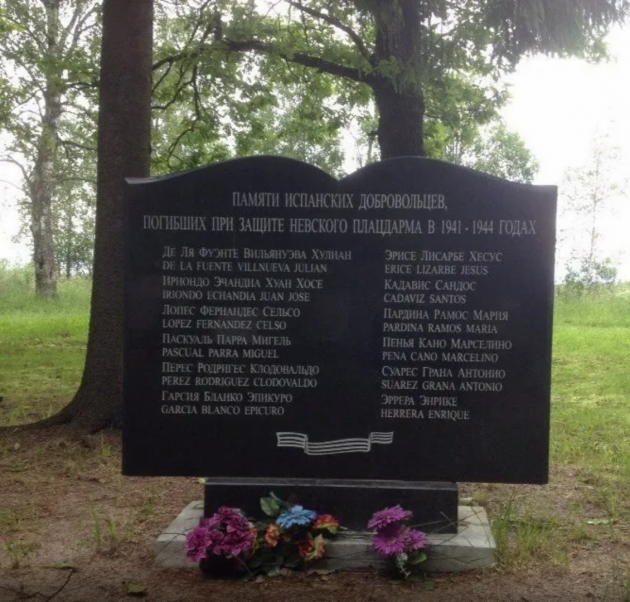 ПАМЯТИ ИСПАНСКИХ ДОБРОВОЛЬЦЕВ,
ПОГИБШИХ ПРИ ЗАЩИТЕ НЕВСКОГО ПЛАЦДАРМА В 1941 - 1944 ГОДАХ
ДЕ ЛЯ ФУЭНТЕ ВИЛЬЯНУЭВА ХУЛИАН
DE LA FUENTE VILLNUEVA JULIAN
ИРИОНДО ЭЧАНДИА ХУАН ХОСЕ
IRIONDO ECHANDIA JUAN JOSE
ЛОПЕС ФЕРНАНДЕС СЕЛЬСО
LOPEZ FERNANDEZ CELSO
ПАСКУАЛЬ ПАРРА МИГЕЛЬ
PASCUAL PARRA MIGUEL
ПЕРЕС РОДРИГЕС КЛОДОВАЛЬДО
PEREZ RODRIGUEZ CLODOVALDO
ГАРСИЯ БЛАНКО ЭПИКУРО
GARCIA BLANCO EPICURO
ЭРИСЕ ЛИСАРБЕ ХЕСУС
ERICE LIZARBE JESUS
КАДАВИС САНДОС
CADAVIZ SANTOS
ПАРДИНА РАМОС МАРИЯ
PARDINA RAMOS MARIA
ПЕНЬЯ КАНО МАРСЕЛИНО
PENA CANO MARCELINO
СУАРЕС ГРАНА АНТОНИО
SUAREZ GRANA ANTONIO
ЭРРЕРА ЭНРИКЕ
HERRERA ENRIQUE